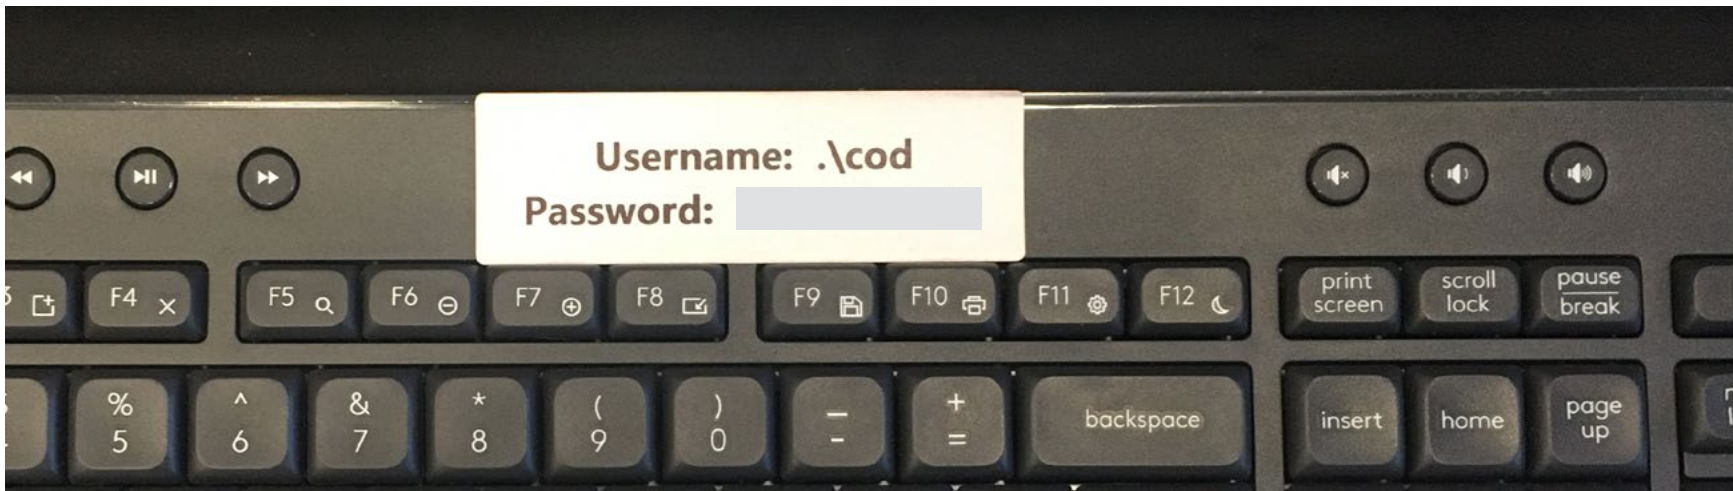 Username: .\cod
Password:
F4
F5
F6
F7
F8
F9
F10
F11
F12
print screen
scroll lock
pause break
% 5
^ 6
& 7
* 8
( 9
) 0
_ -
+ =
backspace
insert
home
page up